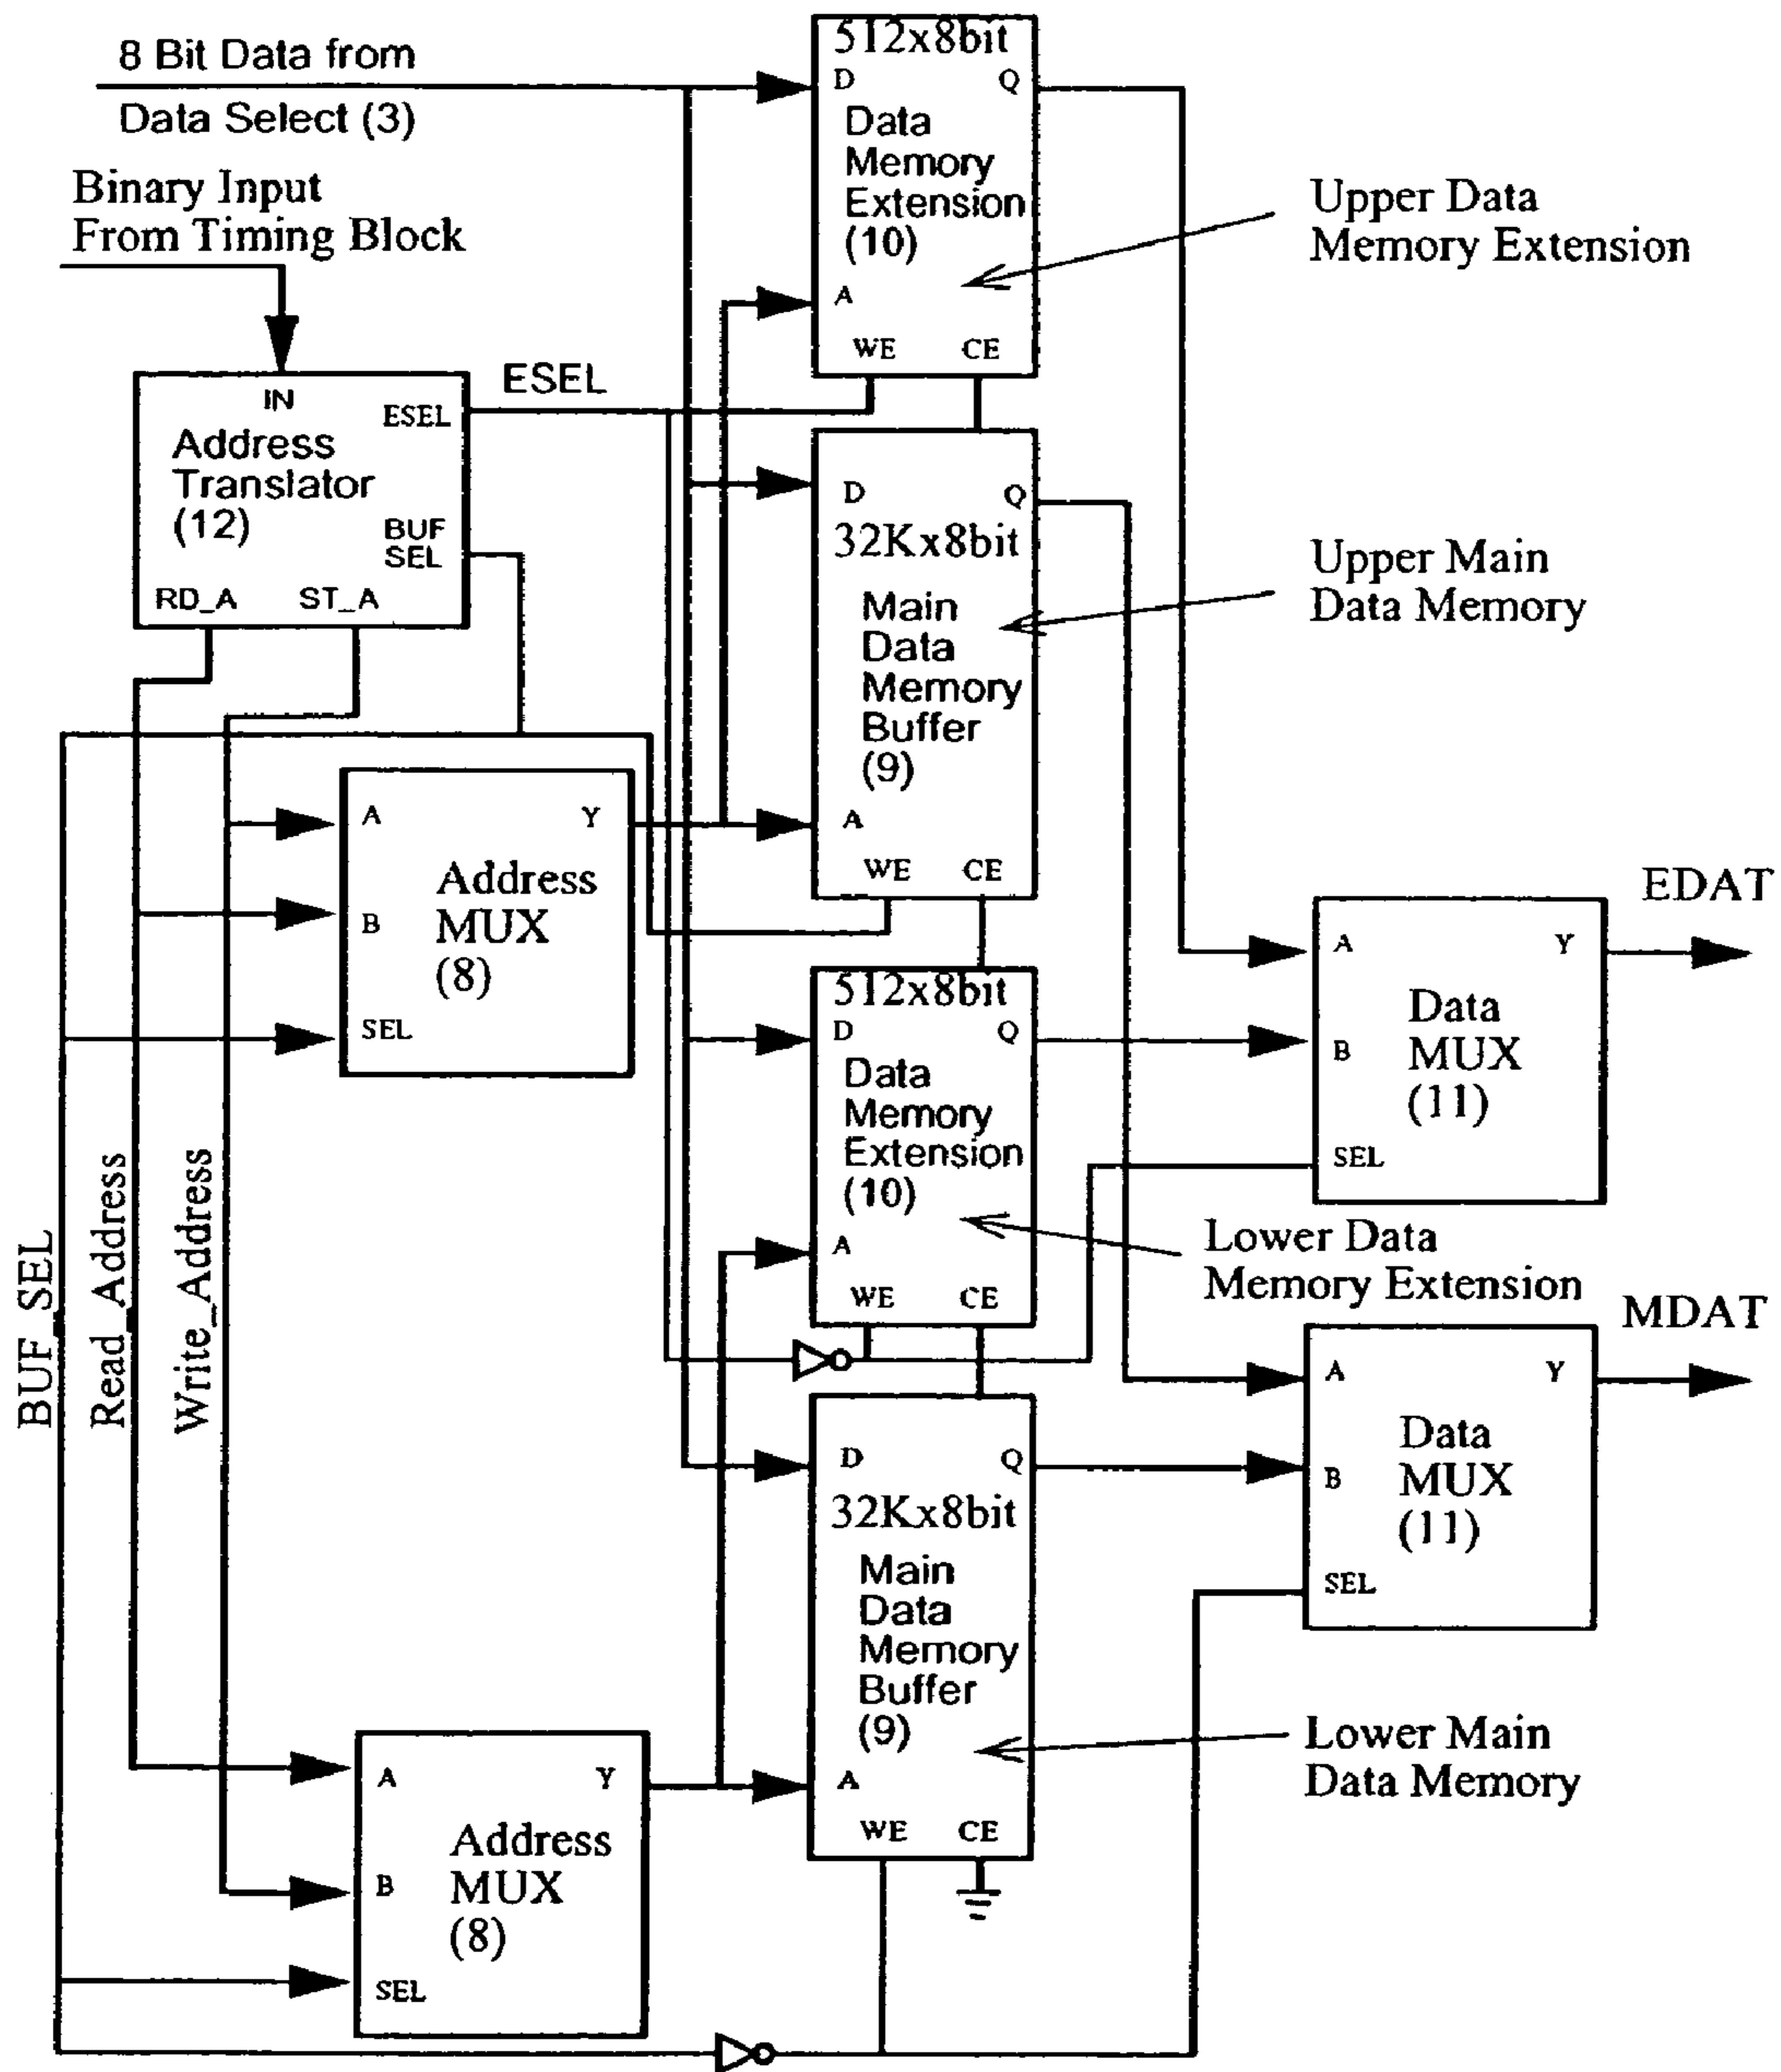 8 Bit Data from
Data Select (3)
Binary Input
From Timing Block
IN
ESEL
Address
Translator
(12)
BUF
SEL
RD_A
ST_A
ESEL
512x8bit
D
Q
Data
Memory
Extension
(10)
A
WE
CE
Upper Data
Memory Extension
D
Q
32Kx8bit
Main
Data
Memory
Buffer
(9)
A
WE
CE
Upper Main
Data Memory
A
Y
Address
MUX
(8)
B
SEL
512x8bit
D
Q
Data
Memory
Extension
(10)
A
WE
CE
Lower Data
Memory Extension
A
Y
Data
MUX
(11)
B
SEL
EDAT
BUF_SEL
Read_Address
Write_Address
D
Q
32Kx8bit
Main
Data
Memory
Buffer
(9)
A
WE
CE
Lower Main
Data Memory
A
Y
Data
MUX
(11)
B
SEL
MDAT
A
Y
Address
MUX
(8)
B
SEL